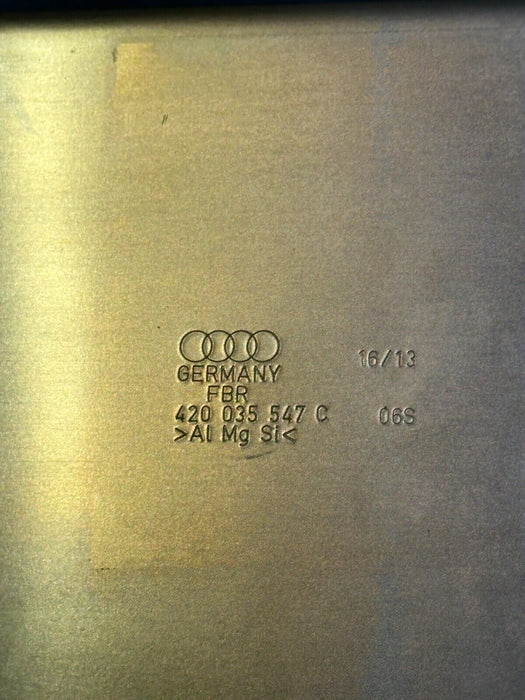 GERMANY 16/13
FBR
420 035 547 C 06S
>Al Mg Si<